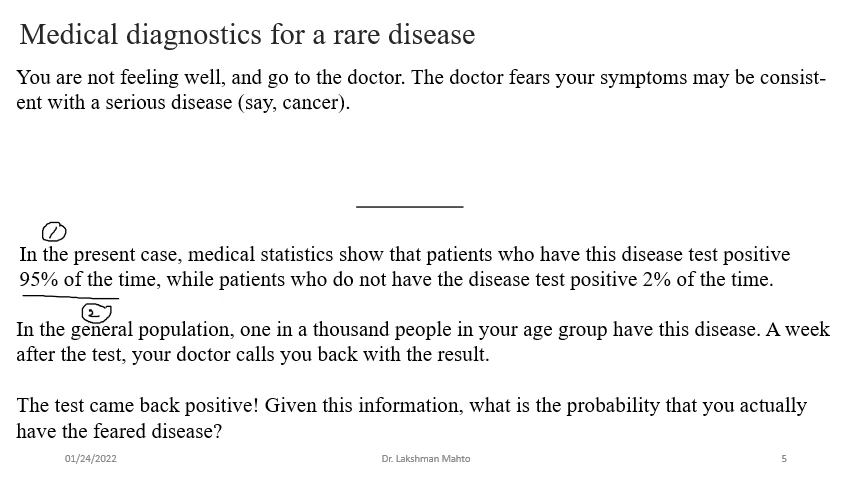 Medical diagnostics for a rare disease
You are not feeling well, and go to the doctor. The doctor fears your symptoms may be consist-
ent with a serious disease (say, cancer).
1
In the present case, medical statistics show that patients who have this disease test positive
95% of the time, while patients who do not have the disease test positive 2% of the time.
2
In the general population, one in a thousand people in your age group have this disease. A week
after the test, your doctor calls you back with the result.
The test came back positive! Given this information, what is the probability that you actually
have the feared disease?
01/24/2022 Dr. Lakshman Mahto 5